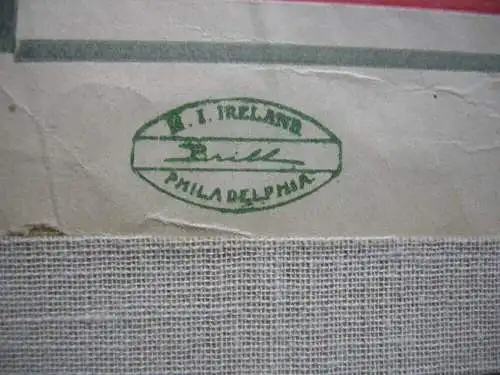 H. I. IRELAND.
Brill
PHILADELPHIA.